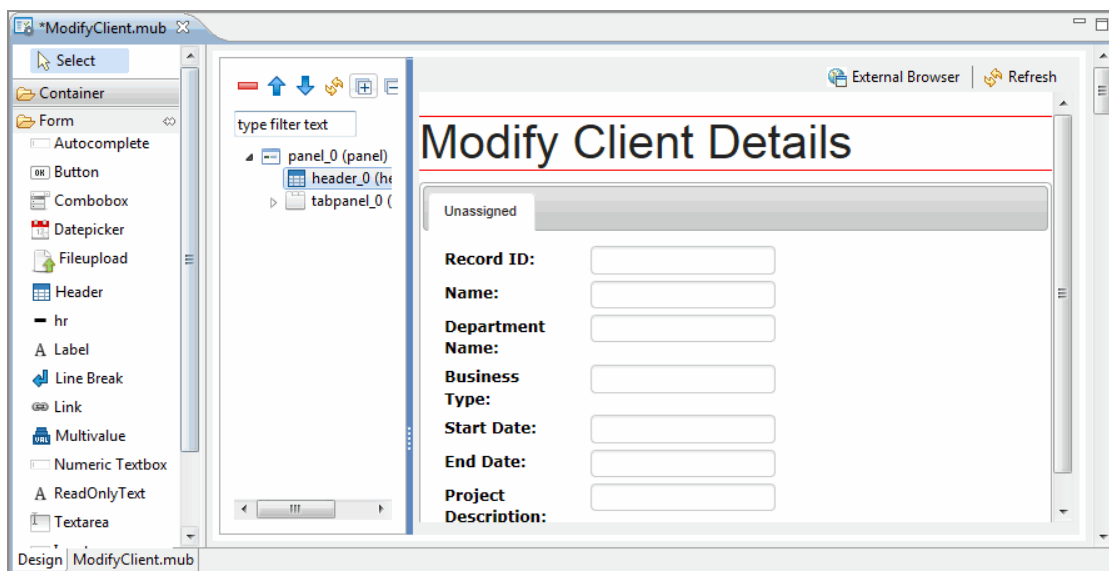 *ModifyClient.mub
Select
Container
Form
Autocomplete
Button
Combobox
Datepicker
Fileupload
Header
hr
Label
Line Break
Link
Multivalue
Numeric Textbox
ReadOnlyText
Textarea
Design
ModifyClient.mub
type filter text
panel_0 (panel)
header_0 (he
tabpanel_0 (
External Browser
Refresh
Modify Client Details
Unassigned
Record ID:
Name:
Department
Name:
Business
Type:
Start Date:
End Date:
Project
Description: